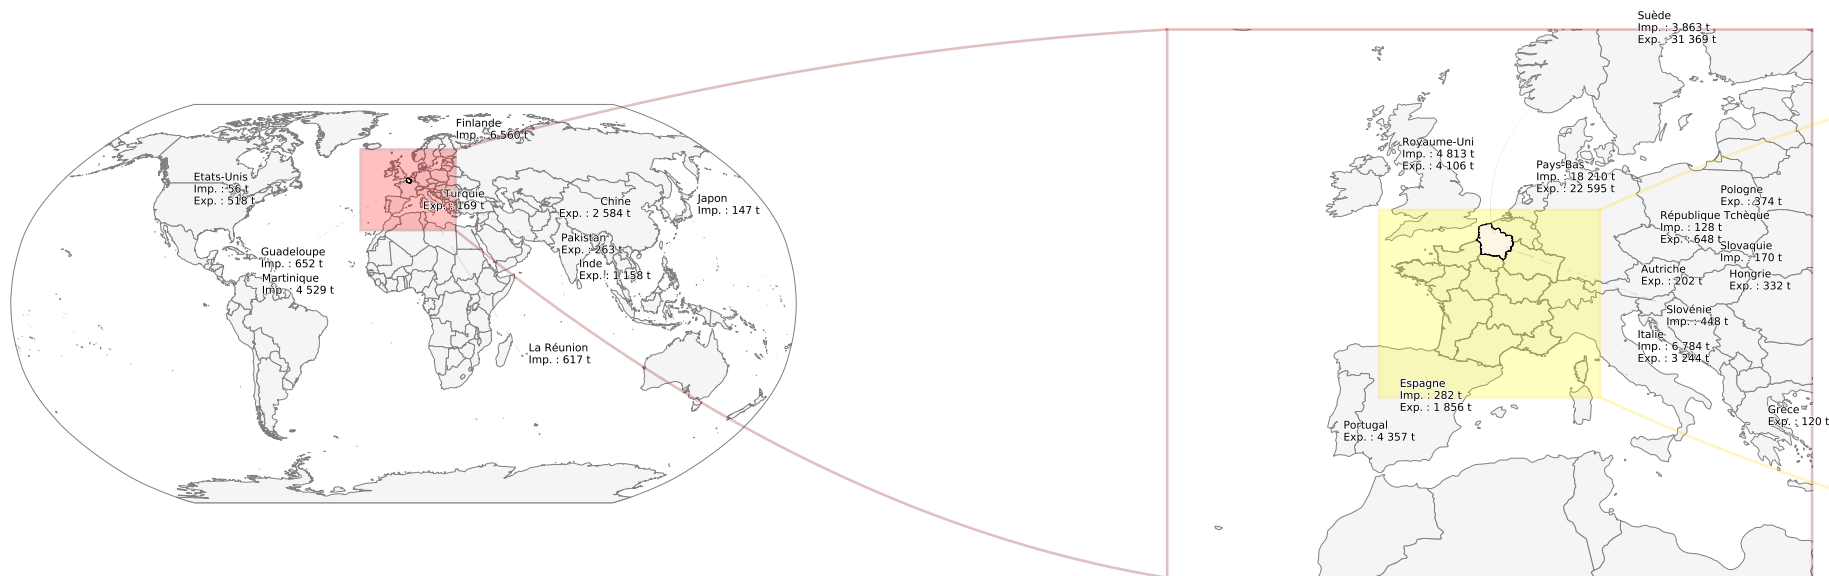 Finlande
Imp. : 6 560 t
Etats-Unis
Imp. : 56 t
Exp. : 518 t
Turquie
Exp. : 169 t
Chine
Exp. : 2 584 t
Japon
Imp. : 147 t
Pakistan
Exp. : 263 t
Inde
Exp. : 1 158 t
Guadeloupe
Imp. : 652 t
Martinique
Imp. : 4 529 t
La Réunion
Imp. : 617 t
Suède
Imp. : 3 863 t
Exp. : 31 369 t
Royaume-Uni
Imp. : 4 813 t
Exp. : 4 106 t
Pays-Bas
Imp. : 18 210 t
Exp. : 22 595 t
Pologne
Exp. : 374 t
République Tchèque
Imp. : 128 t
Exp. : 648 t
Slovaquie
Imp. : 170 t
Autriche
Exp. : 202 t
Hongrie
Exp. : 332 t
Slovénie
Imp. : 448 t
Italie
Imp. : 6 784 t
Exp. : 3 244 t
Espagne
Imp. : 282 t
Exp. : 1 856 t
Portugal
Exp. : 4 357 t
Grèce
Exp. : 120 t